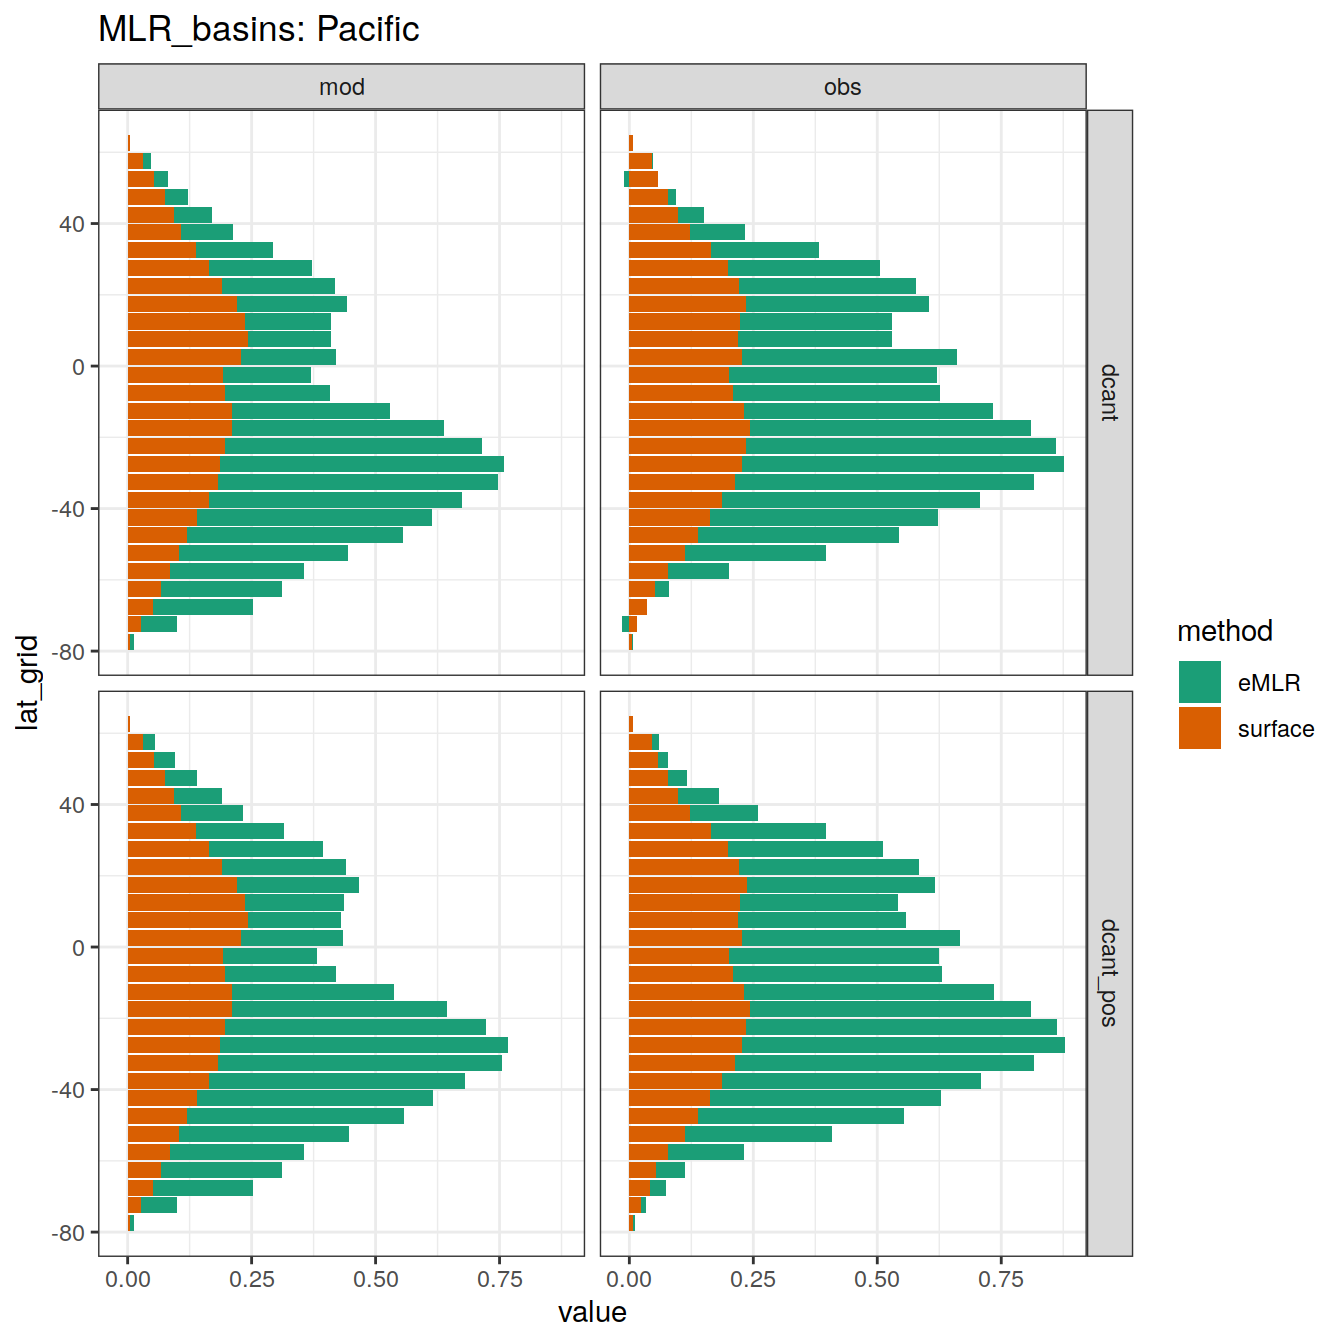 MLR_basins: Pacific
mod
obs
40
0
-40
-80
dcant
40
0
-40
-80
dcant_pos
lat_grid
0.00 0.25 0.50 0.75
0.00 0.25 0.50 0.75
value
method
eMLR
surface